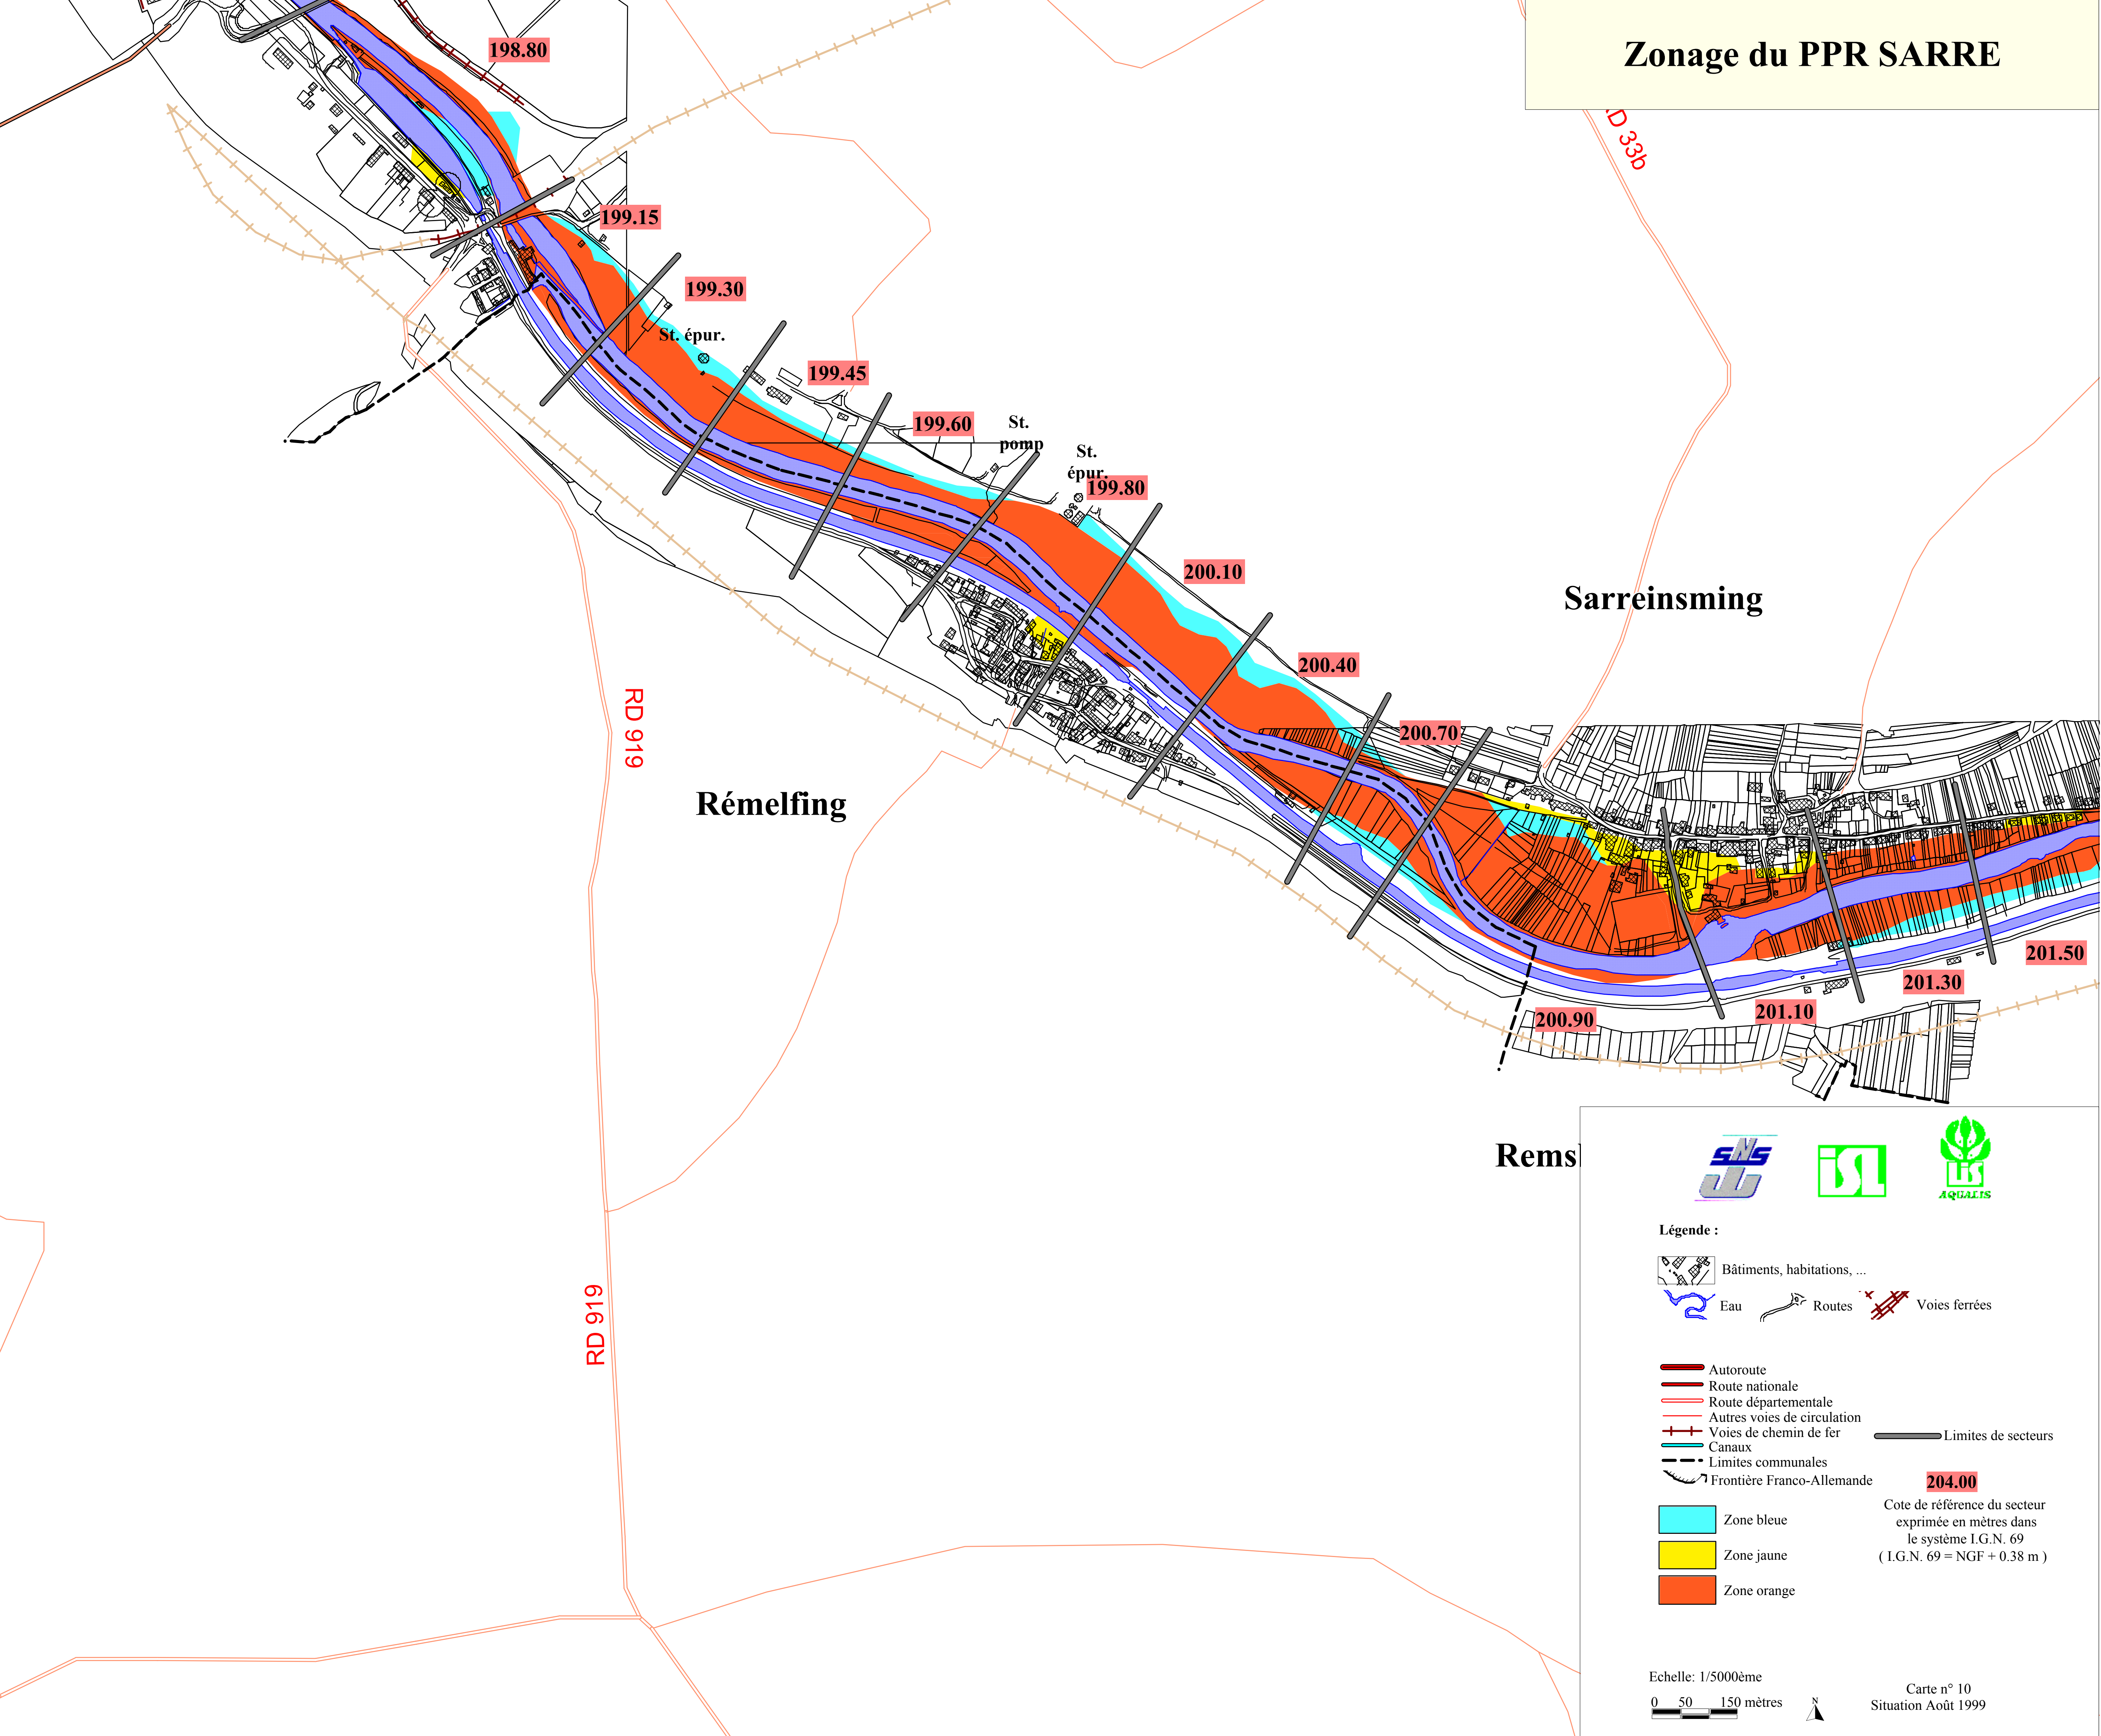 Zonage du PPR SARRE
198.80
RD 33b
199.15
199.30
St. épur.
199.45
199.60
St.
pomp
St.
épur.
199.80
200.10
Sarreinsming
200.40
RD 919
200.70
Rémelfing
201.50
201.30
201.10
200.90
SNS
ISL
LIS
AQUALIS
Légende :
Bâtiments, habitations, ...
Eau
Routes
Voies ferrées
RD 919
Autoroute
Route nationale
Route départementale
Autres voies de circulation
Voies de chemin de fer
Canaux
Limites communales
Frontière Franco-Allemande
Limites de secteurs
204.00
Cote de référence du secteur
exprimée en mètres dans
le système I.G.N. 69
( I.G.N. 69 = NGF + 0.38 m )
Zone bleue
Zone jaune
Zone orange
Echelle: 1/5000ème
0 50 150 mètres
N
Carte n° 10
Situation Août 1999